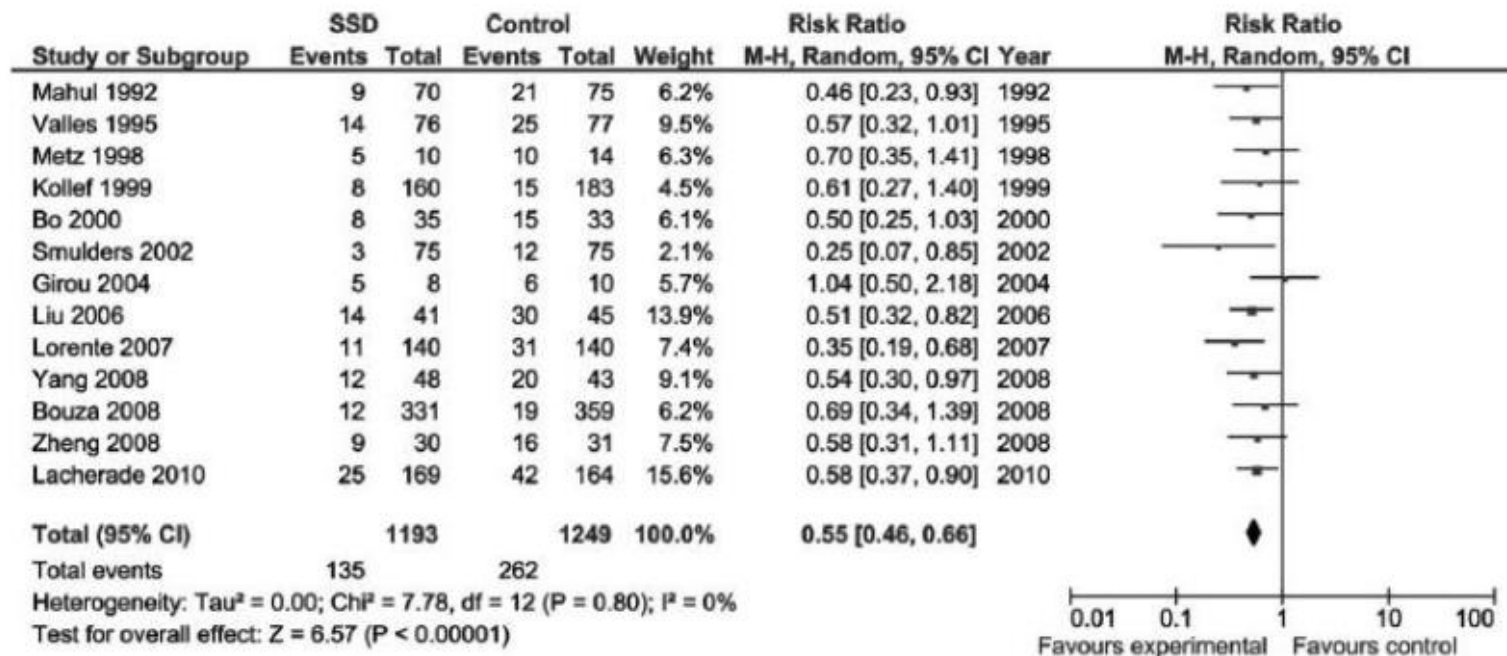 SSD Control Risk Ratio Risk Ratio
Study or Subgroup Events Total Events Total Weight M-H, Random, 95% CI Year M-H, Random, 95% CI
Mahul 1992 9 70 21 75 6.2% 0.46 [0.23, 0.93] 1992
Valles 1995 14 76 25 77 9.5% 0.57 [0.32, 1.01] 1995
Metz 1998 5 10 10 14 6.3% 0.70 [0.35, 1.41] 1998
Kollef 1999 8 160 15 183 4.5% 0.61 [0.27, 1.40] 1999
Bo 2000 8 35 15 33 6.1% 0.50 [0.25, 1.03] 2000
Smulders 2002 3 75 12 75 2.1% 0.25 [0.07, 0.85] 2002
Girou 2004 5 8 6 10 5.7% 1.04 [0.50, 2.18] 2004
Liu 2006 14 41 30 45 13.9% 0.51 [0.32, 0.82] 2006
Lorente 2007 11 140 31 140 7.4% 0.35 [0.19, 0.68] 2007
Yang 2008 12 48 20 43 9.1% 0.54 [0.30, 0.97] 2008
Bouza 2008 12 331 19 359 6.2% 0.69 [0.34, 1.39] 2008
Zheng 2008 9 30 16 31 7.5% 0.58 [0.31, 1.11] 2008
Lacherade 2010 25 169 42 164 15.6% 0.58 [0.37, 0.90] 2010
Total (95% CI) 1193 1249 100.0% 0.55 [0.46, 0.66]
Total events 135 262
Heterogeneity: Tau² = 0.00; Chi² = 7.78, df = 12 (P = 0.80); I² = 0%
Test for overall effect: Z = 6.57 (P < 0.00001)
0.01 0.1 1 10 100
Favours experimental Favours control